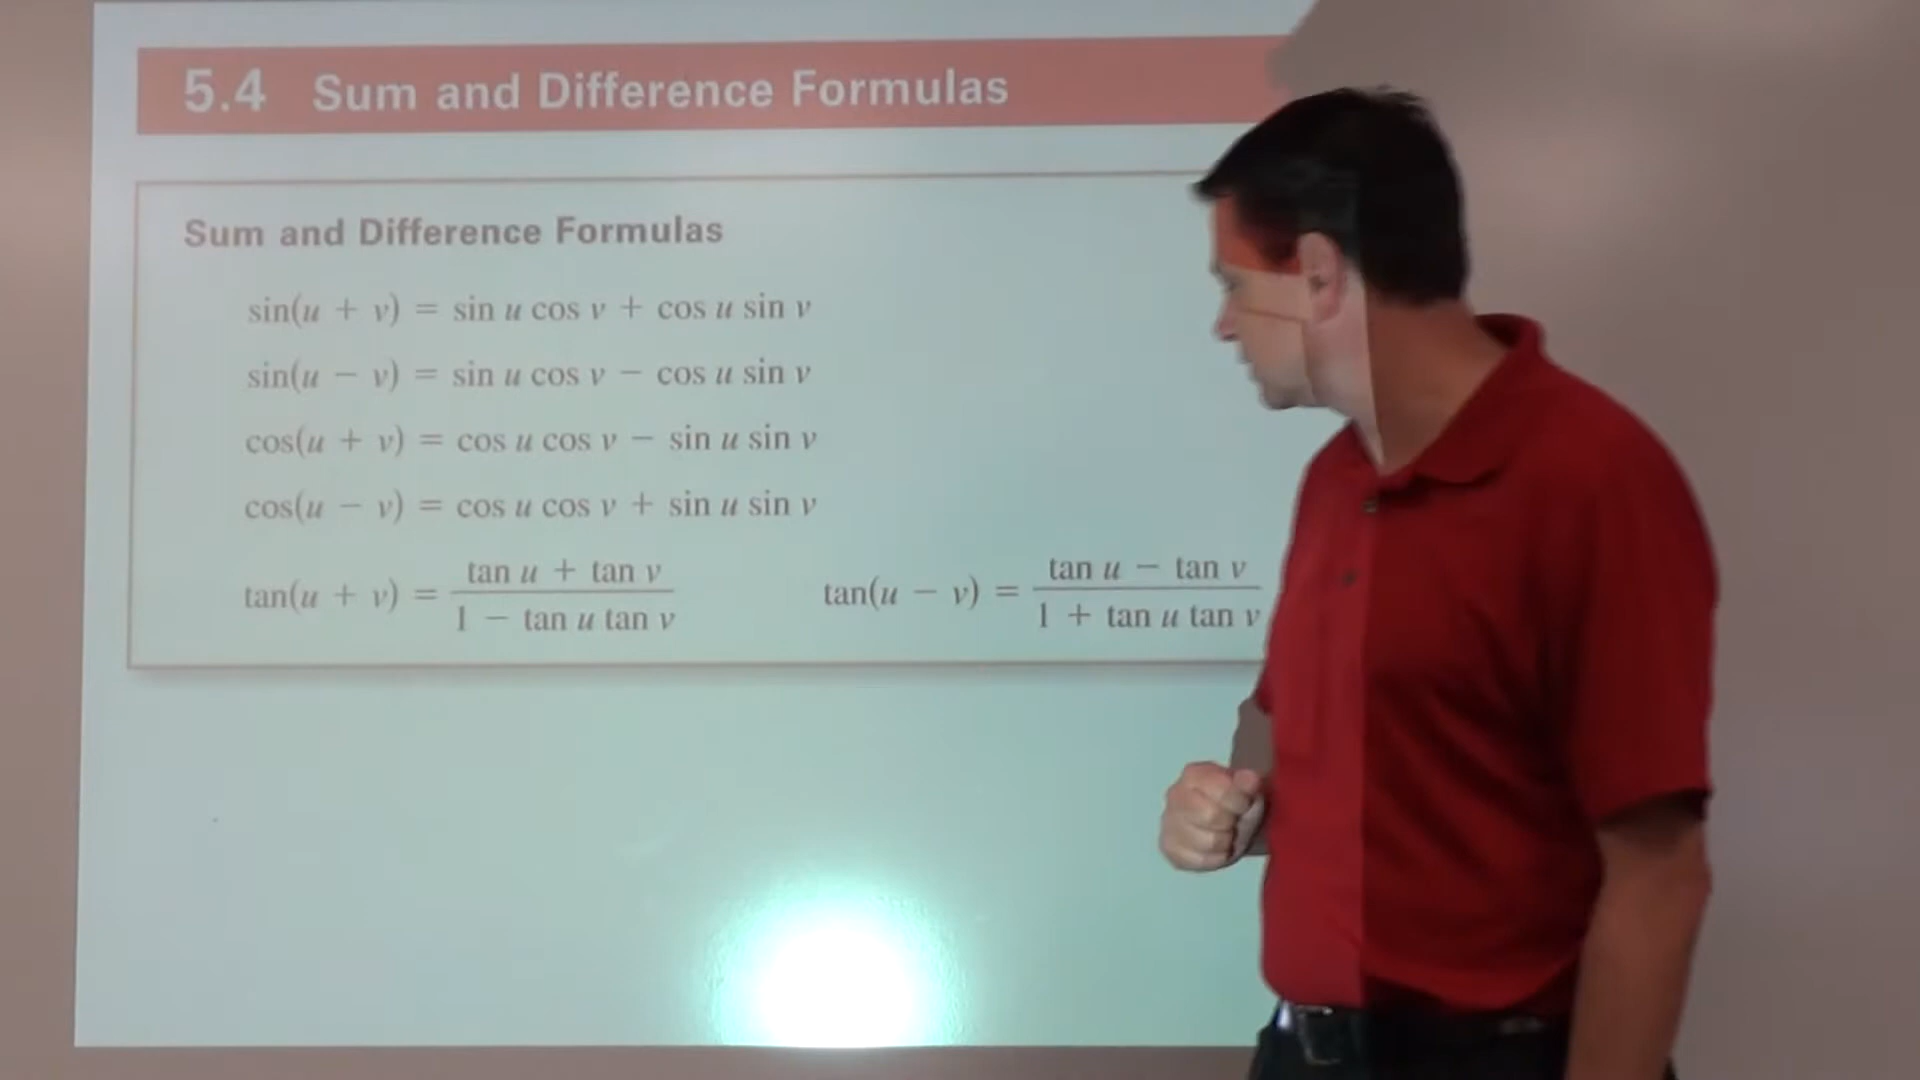 5.4 Sum and Difference Formulas
Sum and Difference Formulas
sin(u + v) = sin u cos v + cos u sin v
sin(u − v) = sin u cos v − cos u sin v
cos(u + v) = cos u cos v − sin u sin v
cos(u − v) = cos u cos v + sin u sin v
tan(u + v) = (tan u + tan v) / (1 − tan u tan v) tan(u − v) = (tan u − tan v) / (1 + tan u tan v)